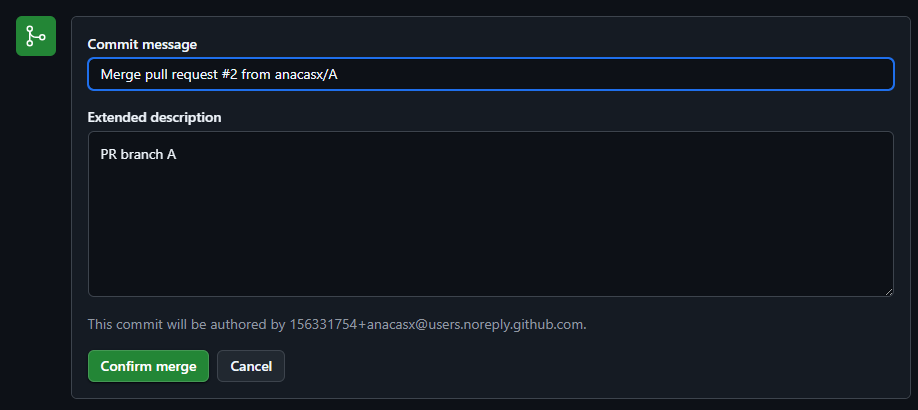 Commit message
Merge pull request #2 from anacasx/A
Extended description
PR branch A
This commit will be authored by 156331754+anacasx@users.noreply.github.com.
Confirm merge
Cancel